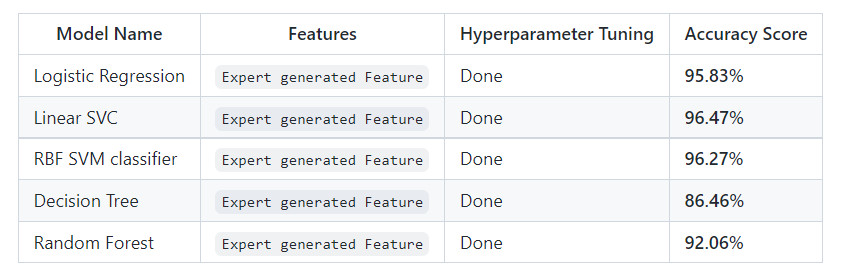 Model Name Features Hyperparameter Tuning Accuracy Score
Logistic Regression Expert generated Feature Done 95.83%
Linear SVC Expert generated Feature Done 96.47%
RBF SVM classifier Expert generated Feature Done 96.27%
Decision Tree Expert generated Feature Done 86.46%
Random Forest Expert generated Feature Done 92.06%